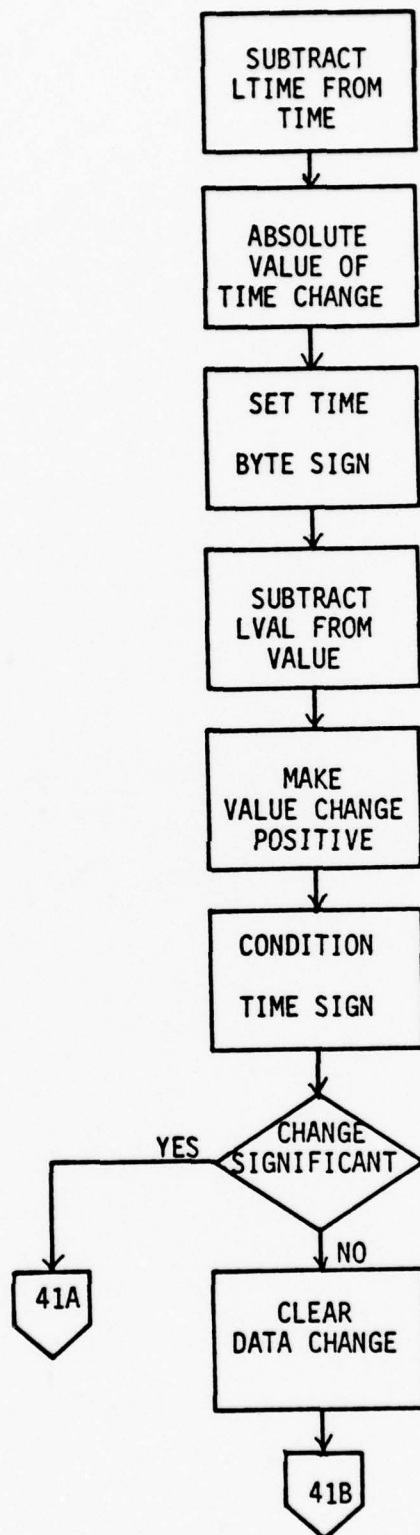 SUBTRACT
LTIME FROM
TIME
ABSOLUTE
VALUE OF
TIME CHANGE
SET TIME
BYTE SIGN
SUBTRACT
LVAL FROM
VALUE
MAKE
VALUE CHANGE
POSITIVE
CONDITION
TIME SIGN
CHANGE
SIGNIFICANT
YES
NO
41A
CLEAR
DATA CHANGE
41B